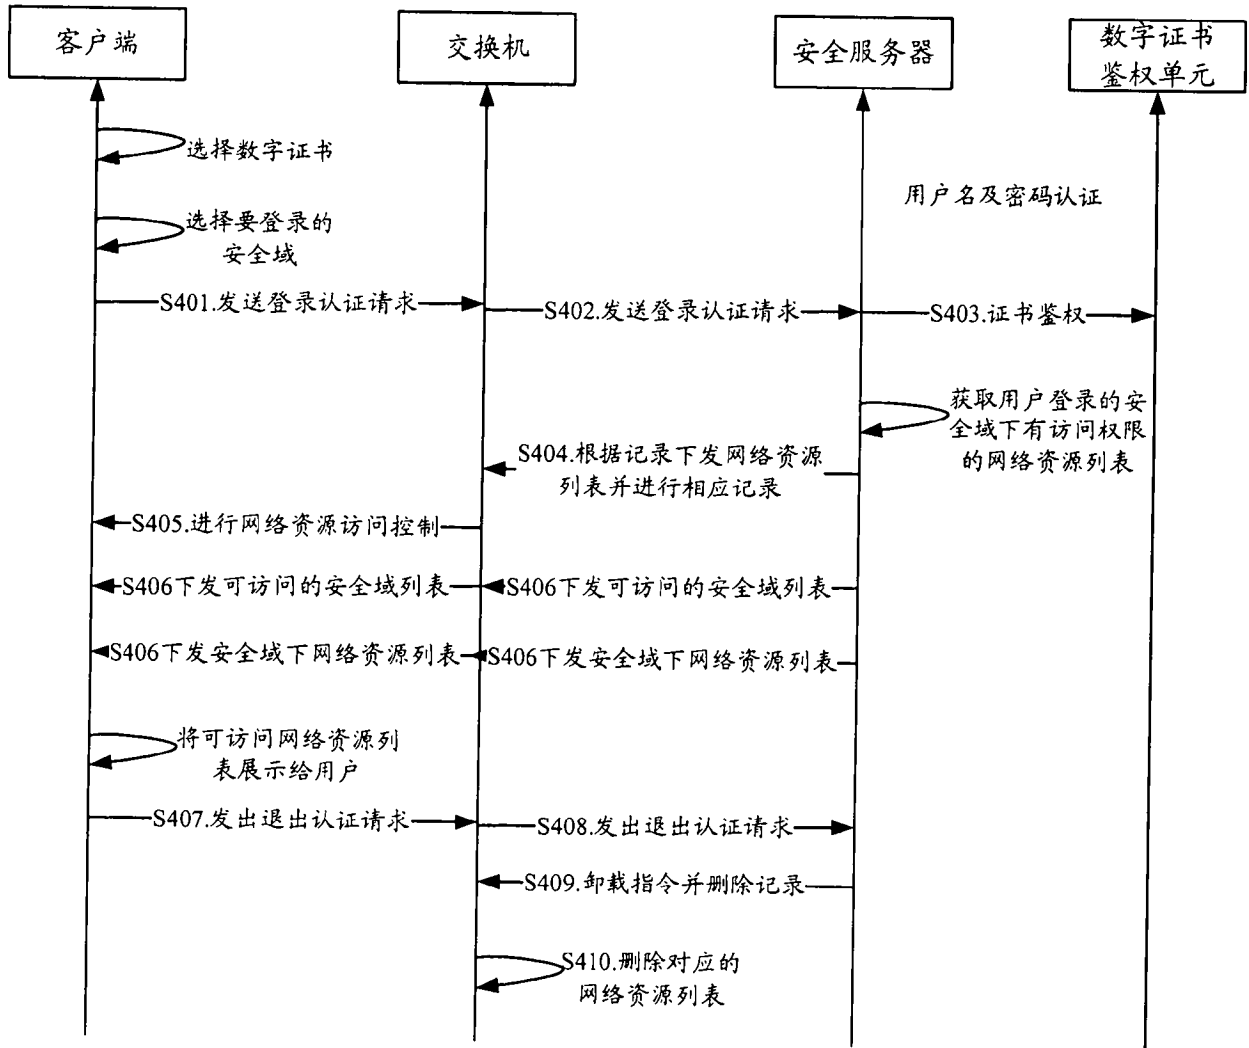 客户端
交换机
安全服务器
数字证书
鉴权单元
选择数字证书
用户名及密码认证
选择要登录的
安全域
S401.发送登录认证请求
S402.发送登录认证请求
S403.证书鉴权
获取用户登录的安
全域下有访问权限
的网络资源列表
S404.根据记录下发网络资源
列表并进行相应记录
S405.进行网络资源访问控制
S406下发可访问的安全域列表
S406下发可访问的安全域列表
S406下发安全域下网络资源列表
S406下发安全域下网络资源列表
将可访问网络资源列
表展示给用户
S407.发出退出认证请求
S408.发出退出认证请求
S409.卸载指令并删除记录
S410.删除对应的
网络资源列表